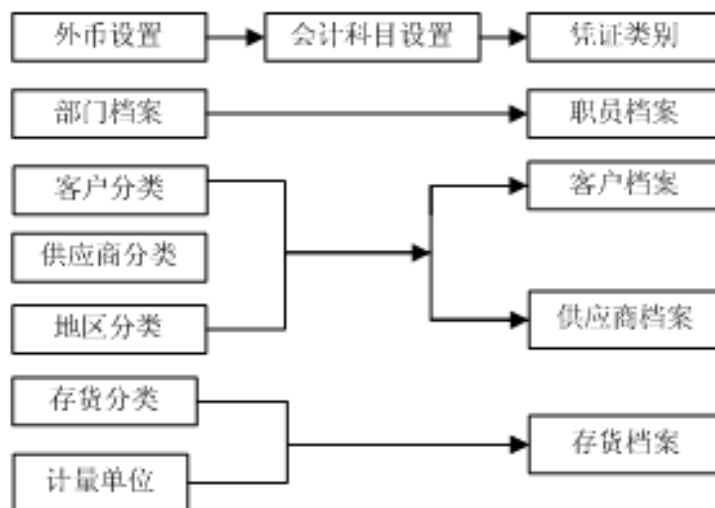 外币设置
会计科目设置
凭证类别
部门档案
职员档案
客户分类
客户档案
供应商分类
地区分类
供应商档案
存货分类
存货档案
计量单位